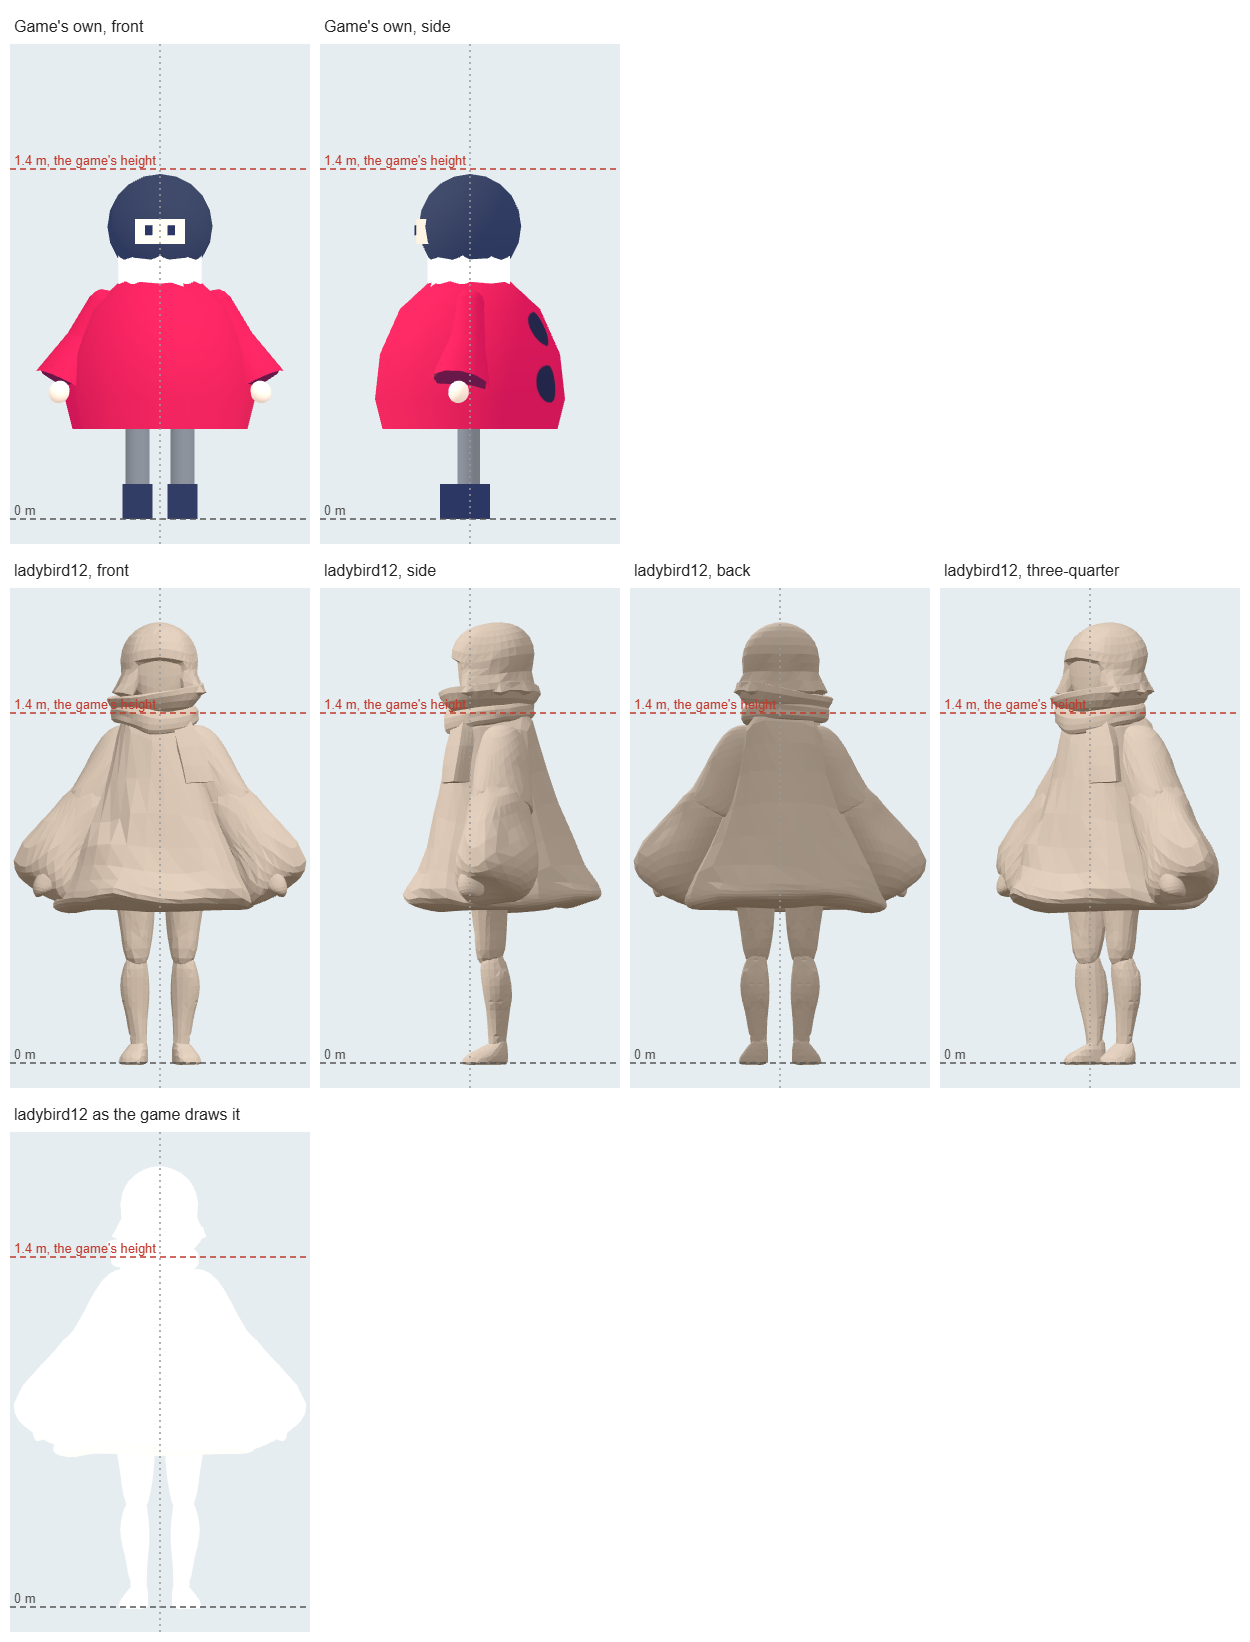 Game's own, front
Game's own, side
1.4 m, the game's height
1.4 m, the game's height
0 m
0 m
ladybird12, front
ladybird12, side
ladybird12, back
ladybird12, three-quarter
1.4 m, the game's height
1.4 m, the game's height
1.4 m, the game's height
1.4 m, the game's height
0 m
0 m
0 m
0 m
ladybird12 as the game draws it
1.4 m, the game's height
0 m